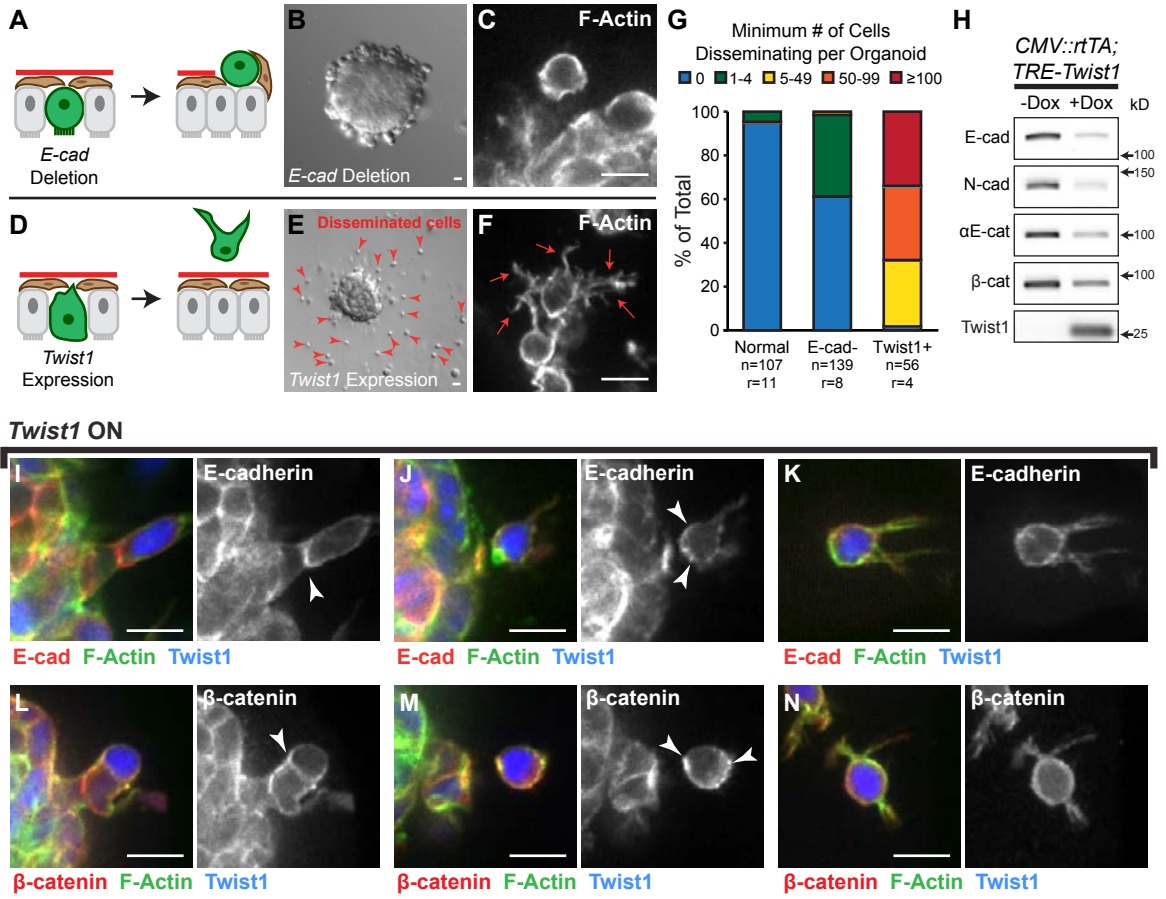 A
E-cad
Deletion
B
E-cad Deletion
C
F-Actin
D
Twist1
Expression
E
Disseminated cells
Twist1 Expression
F
F-Actin
G
Minimum # of Cells
Disseminating per Organoid
0 1-4 5-49 50-99 ≥100
% of Total
100
80
60
40
20
0
Normal
n=107
r=11
E-cad-
n=139
r=8
Twist1+
n=56
r=4
H
CMV::rtTA;
TRE-Twist1
-Dox +Dox kD
E-cad
100
150
N-cad
αE-cat
100
β-cat
100
Twist1
25
Twist1 ON
I
E-cadherin
E-cad F-Actin Twist1
J
E-cadherin
E-cad F-Actin Twist1
K
E-cadherin
E-cad F-Actin Twist1
L
β-catenin
β-catenin F-Actin Twist1
M
β-catenin
β-catenin F-Actin Twist1
N
β-catenin
β-catenin F-Actin Twist1